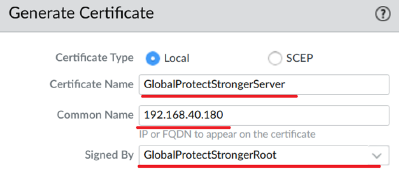 Generate Certificate ?
Certificate Type Local SCEP
Certificate Name GlobalProtectStrongerServer
Common Name 192.168.40.180
IP or FQDN to appear on the certificate
Signed By GlobalProtectStrongerRoot